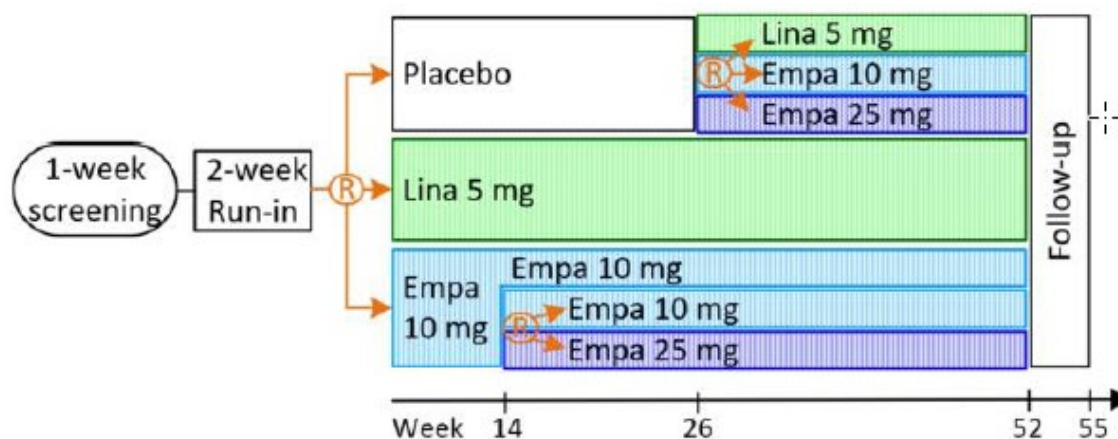 1-week
screening
2-week
Run-in
R
Placebo
R
Lina 5 mg
Empa 10 mg
Empa 25 mg
Lina 5 mg
Empa
10 mg
Empa 10 mg
R
Empa 10 mg
Empa 25 mg
Follow-up
Week 14 26 52 55